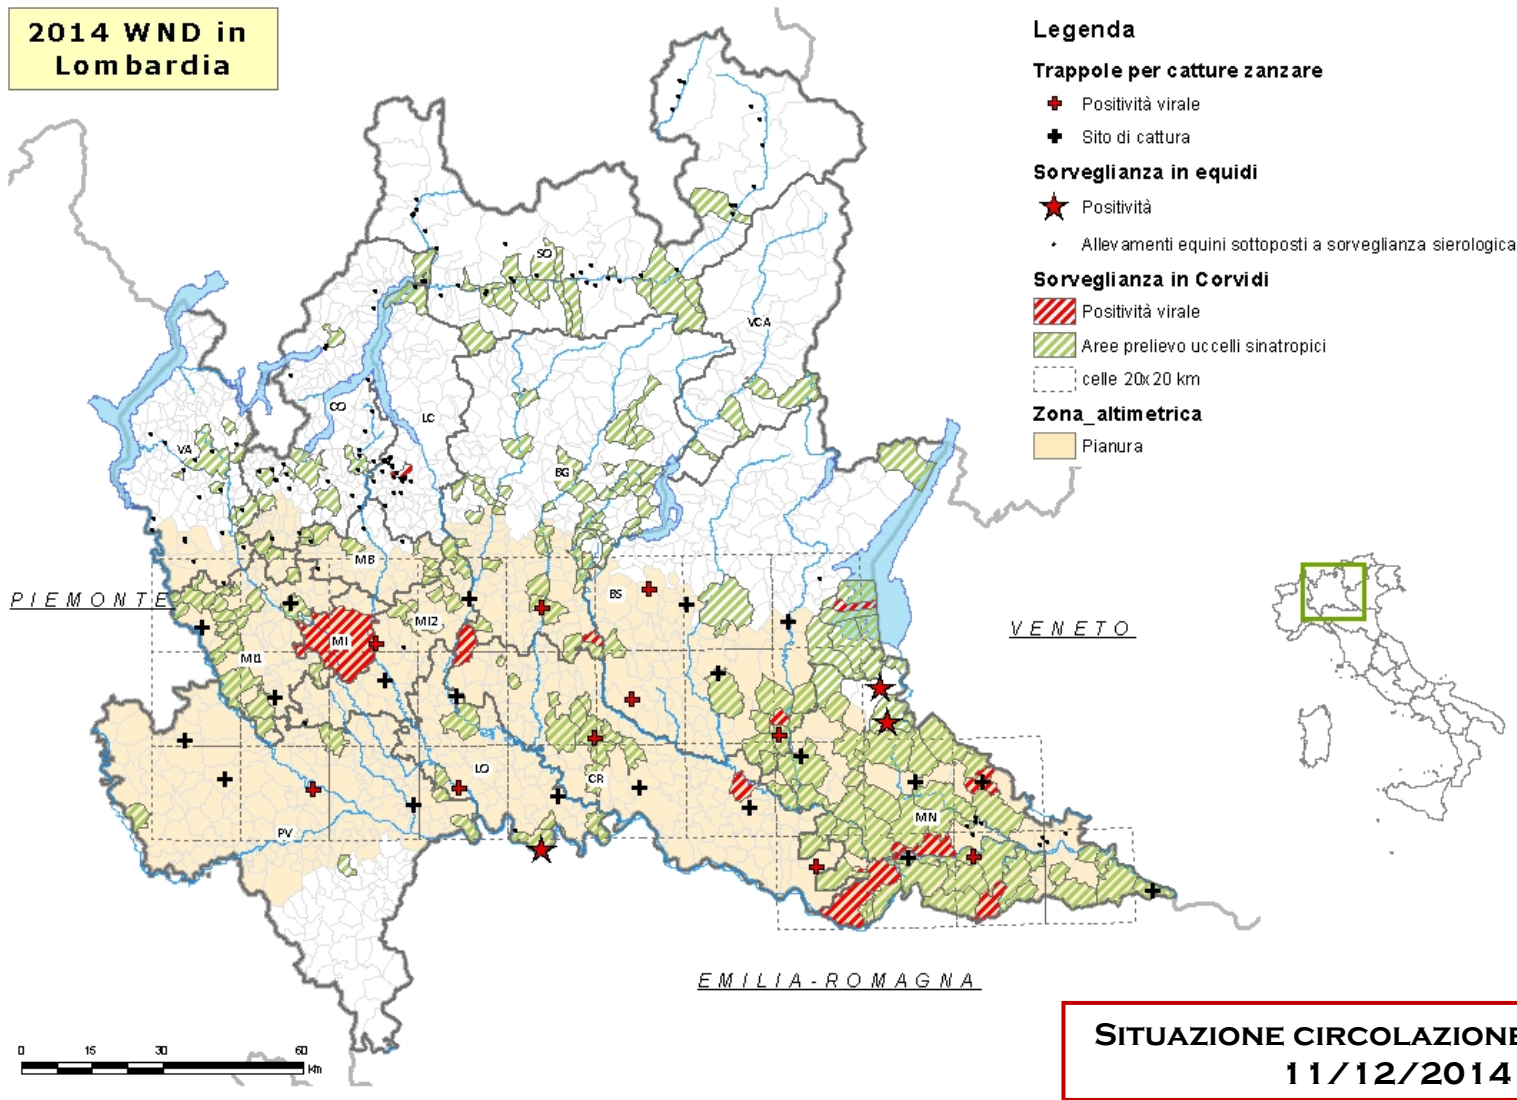 2014 WND in
Lombardia
Legenda
Trappole per catture zanzare
Positività virale
Sito di cattura
Sorveglianza in equidi
Positività
Allevamenti equini sottoposti a sorveglianza sierologica
Sorveglianza in Corvidi
Positività virale
Aree prelievo uccelli sinatropici
celle 20x20 km
Zona_altimetrica
Pianura
SO
VCA
CO
LC
VA
BG
MB
BS
PIEMONTE
MI2
MI
VENETO
MI1
LO
CR
MN
PV
EMILIA-ROMAGNA
0 15 30 60
km
SITUAZIONE CIRCOLAZIONE
11/12/2014